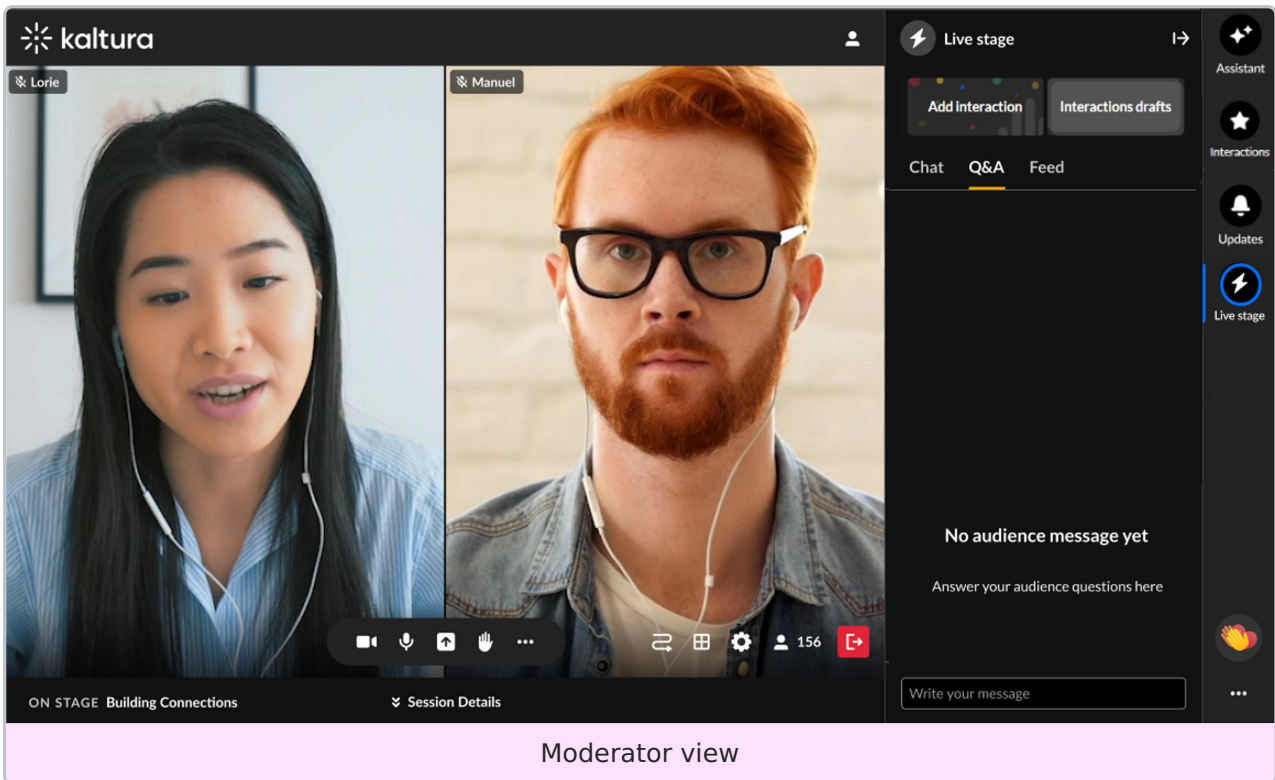 kaltura
Lorie
Manuel
156
ON STAGE Building Connections
Session Details
Live stage
Add interaction
Interactions drafts
Chat
Q&A
Feed
No audience message yet
Answer your audience questions here
Write your message
Assistant
Interactions
Updates
Live stage
Moderator view